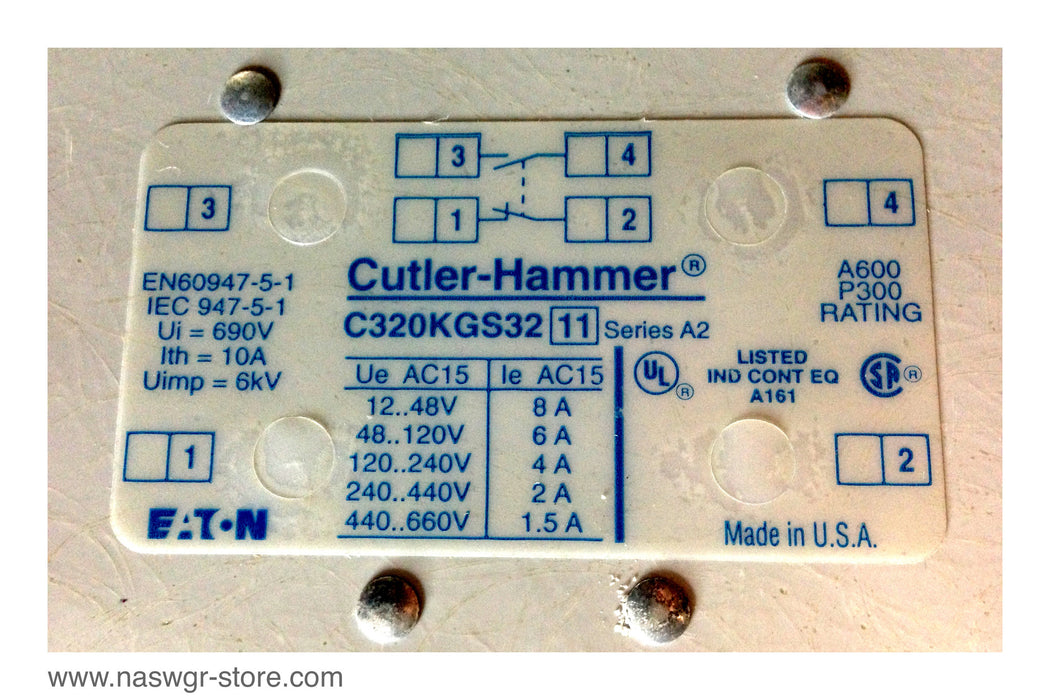 3 4
3 4
1 2
EN60947-5-1
IEC 947-5-1
Ui = 690V
Ith = 10A
Uimp = 6kV
Cutler-Hammer®
C320KGS32 11 Series A2
A600
P300
RATING
Ue AC15 Ie AC15
12..48V 8 A
48..120V 6 A
120..240V 4 A
240..440V 2 A
440..660V 1.5 A
UL®
LISTED
IND CONT EQ
A161
SA®
1 2
EATON
Made in U.S.A.
www.naswgr-store.com